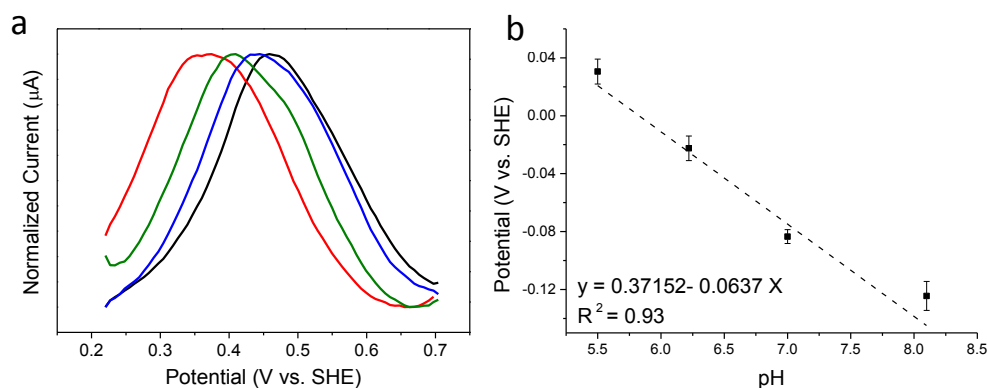 a
Normalized Current (µA)
0.2 0.3 0.4 0.5 0.6 0.7
Potential (V vs. SHE)
b
Potential (V vs. SHE)
0.04
0.00
-0.04
-0.08
-0.12
y = 0.37152- 0.0637 X
R² = 0.93
5.5 6.0 6.5 7.0 7.5 8.0 8.5
pH